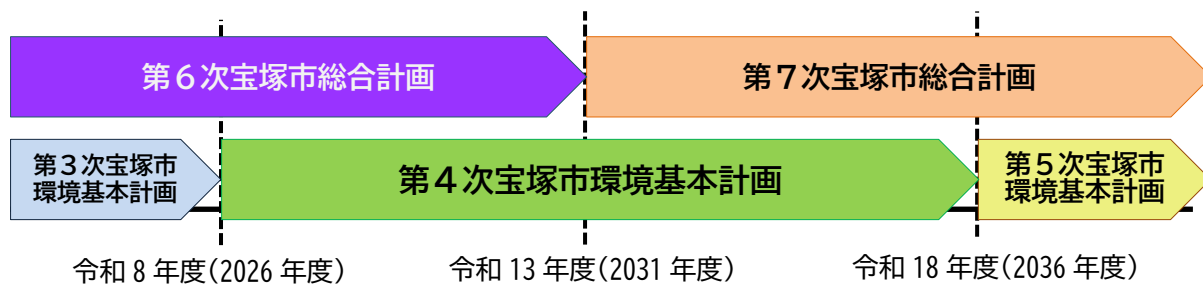 第６次宝塚市総合計画
第７次宝塚市総合計画
第３次宝塚市
環境基本計画
第４次宝塚市環境基本計画
第５次宝塚市
環境基本計画
令和 8 年度(2026 年度)
令和 13 年度(2031 年度)
令和 18 年度(2036 年度)